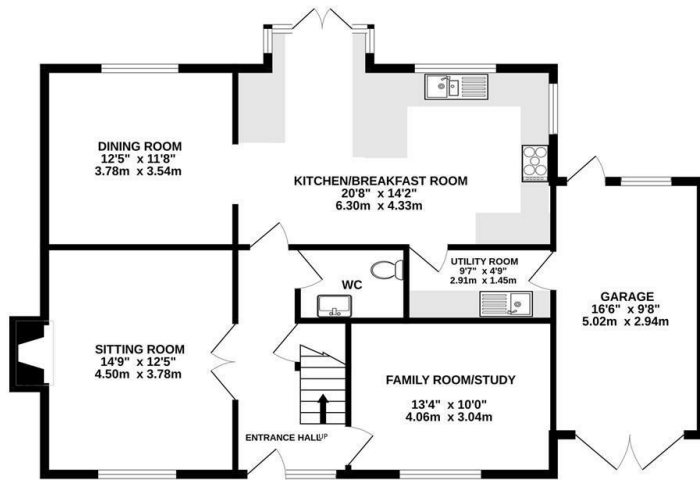 DINING ROOM
12'5" x 11'8"
3.78m x 3.54m
KITCHEN/BREAKFAST ROOM
20'8" x 14'2"
6.30m x 4.33m
UTILITY ROOM
9'7" x 4'9"
2.91m x 1.45m
WC
GARAGE
16'6" x 9'8"
5.02m x 2.94m
SITTING ROOM
14'9" x 12'5"
4.50m x 3.78m
FAMILY ROOM/STUDY
13'4" x 10'0"
4.06m x 3.04m
ENTRANCE HALL
UP